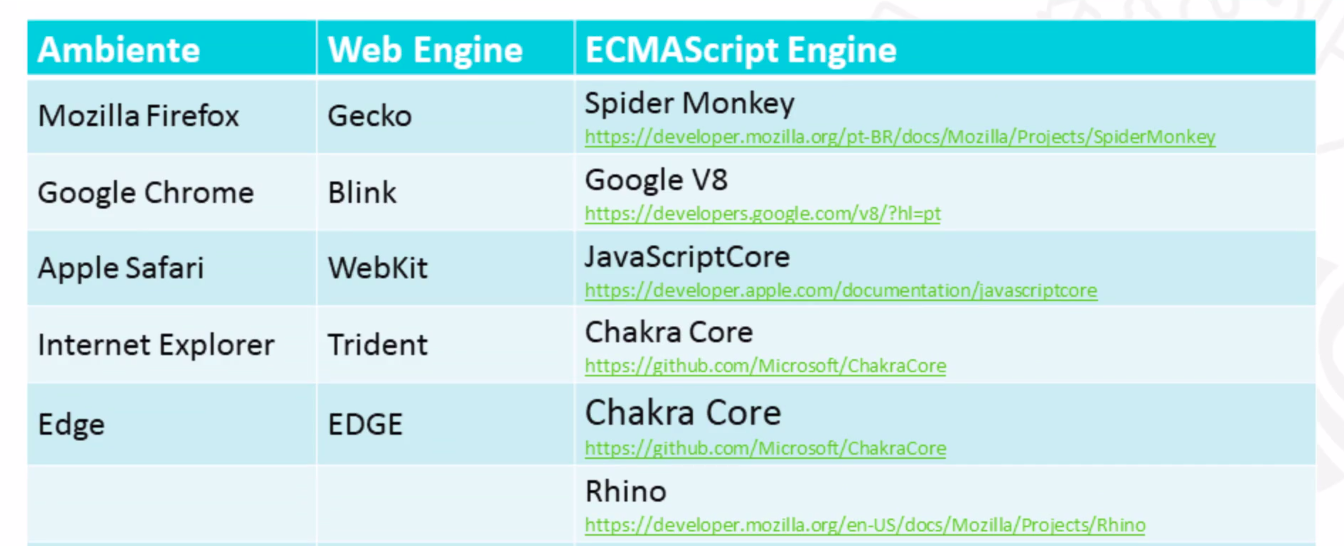 Ambiente Web Engine ECMAScript Engine
Mozilla Firefox Gecko Spider Monkey
https://developer.mozilla.org/pt-BR/docs/Mozilla/Projects/SpiderMonkey
Google Chrome Blink Google V8
https://developers.google.com/v8/?hl=pt
Apple Safari WebKit JavaScriptCore
https://developer.apple.com/documentation/javascriptcore
Internet Explorer Trident Chakra Core
https://github.com/Microsoft/ChakraCore
Edge EDGE Chakra Core
https://github.com/Microsoft/ChakraCore
Rhino
https://developer.mozilla.org/en-US/docs/Mozilla/Projects/Rhino